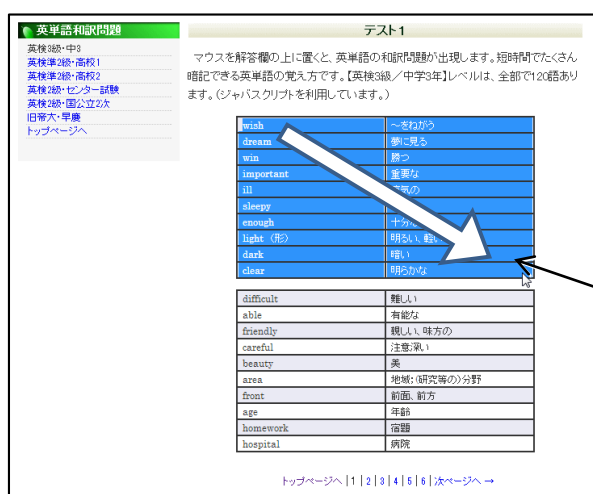 英単語和訳問題
英検3級・中3
英検準2級・高校1
英検準2級・高校2
英検2級・センター試験
英検2級・国公立2次
旧帝大・早慶
トップページへ
テスト1
マウスを解答欄の上に置くと、英単語の和訳問題が出現します。短時間でたくさん
暗記できる英単語の覚え方です。【英検3級／中学3年】レベルは、全部で120語あり
ます。（ジャバスクリプトを利用しています。）
wish ～をねがう
dream 夢に見る
win 勝つ
important 重要な
ill 病気の
sleepy
enough 十分な
light （形） 明るい、軽い
dark 暗い
clear 明らかな
difficult 難しい
able 有能な
friendly 親しい、味方の
careful 注意深い
beauty 美
area 地域；（研究等の）分野
front 前面、前方
age 年齢
homework 宿題
hospital 病院
トップページへ | 1 | 2 | 3 | 4 | 5 | 6 | 次ページへ →